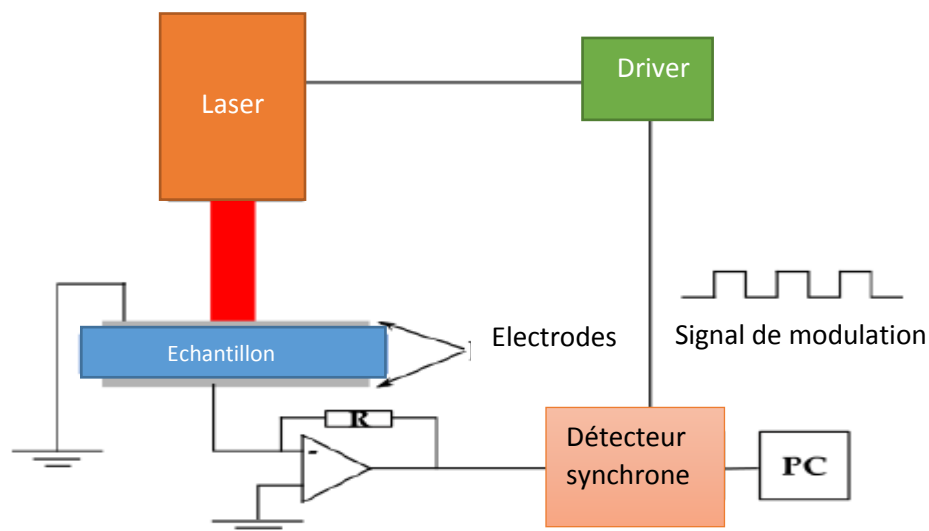 Driver
Laser
Electrodes
Signal de modulation
Echantillon
R
-
Détecteur
synchrone
PC